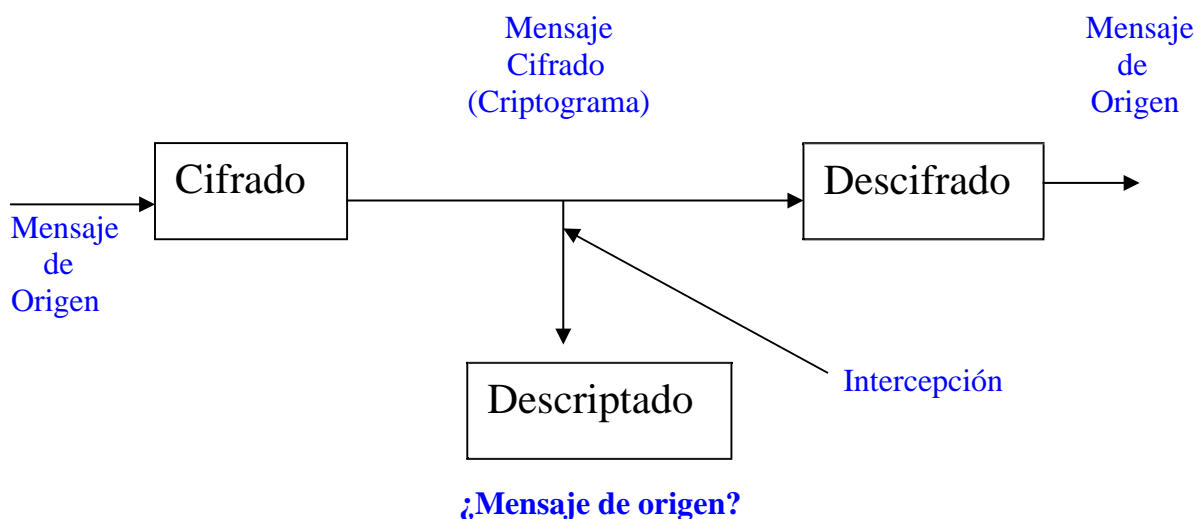 Mensaje
Cifrado
(Criptograma)
Mensaje
de
Origen
Cifrado
Descifrado
Mensaje
de
Origen
Intercepción
Descriptado
¿Mensaje de origen?